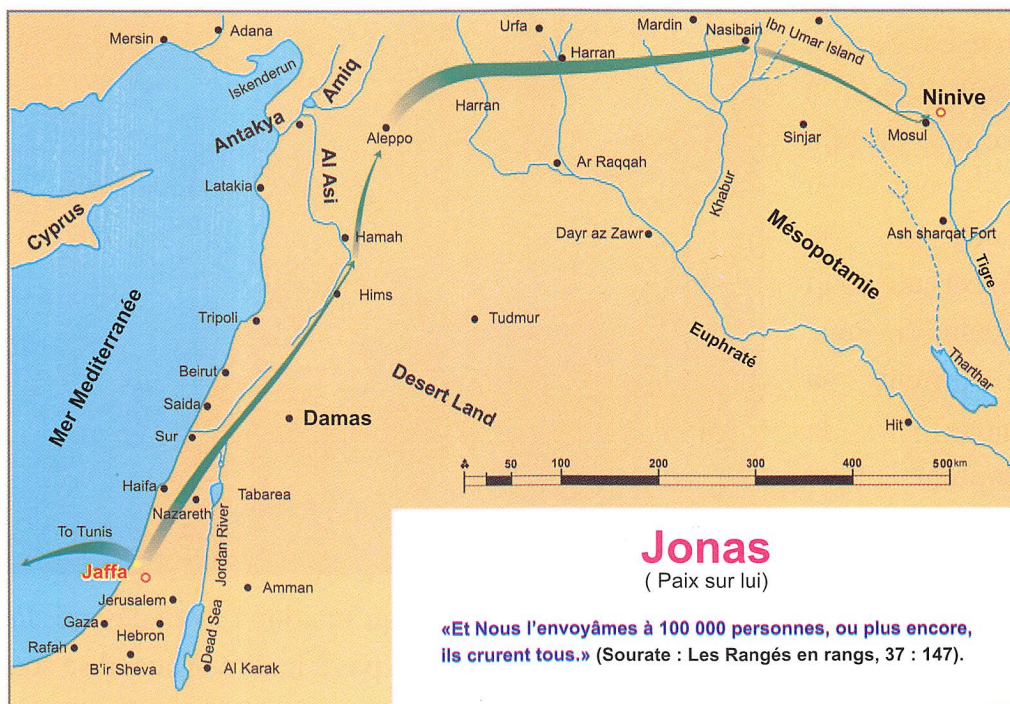 Mersin
Adana
Urfa
Mardin
Nasibain
Ibn Umar Island
Iskenderun
Amiq
Harran
Harran
Ninive
Antakya
Aleppo
Sinjar
Mosul
Al Asi
Ar Raqqah
Latakia
Khabur
Cyprus
Hamah
Dayr az Zawr
Mésopotamie
Ash sharqat Fort
Tigre
Mer Mediterranée
Hims
Tripoli
Tudmur
Euphraté
Tharthar
Beirut
Desert Land
Saida
Damas
Hit
Sur
50 100 200 300 400 500 km
Haifa
Nazareth
Tabarea
Jordan River
To Tunis
Jaffa
Jerusalem
Amman
Gaza
Hebron
Dead Sea
Rafah
B'ir Sheva
Al Karak
Jonas
( Paix sur lui)
«Et Nous l'envoyâmes à 100 000 personnes, ou plus encore,
ils crurent tous.» (Sourate : Les Rangés en rangs, 37 : 147).